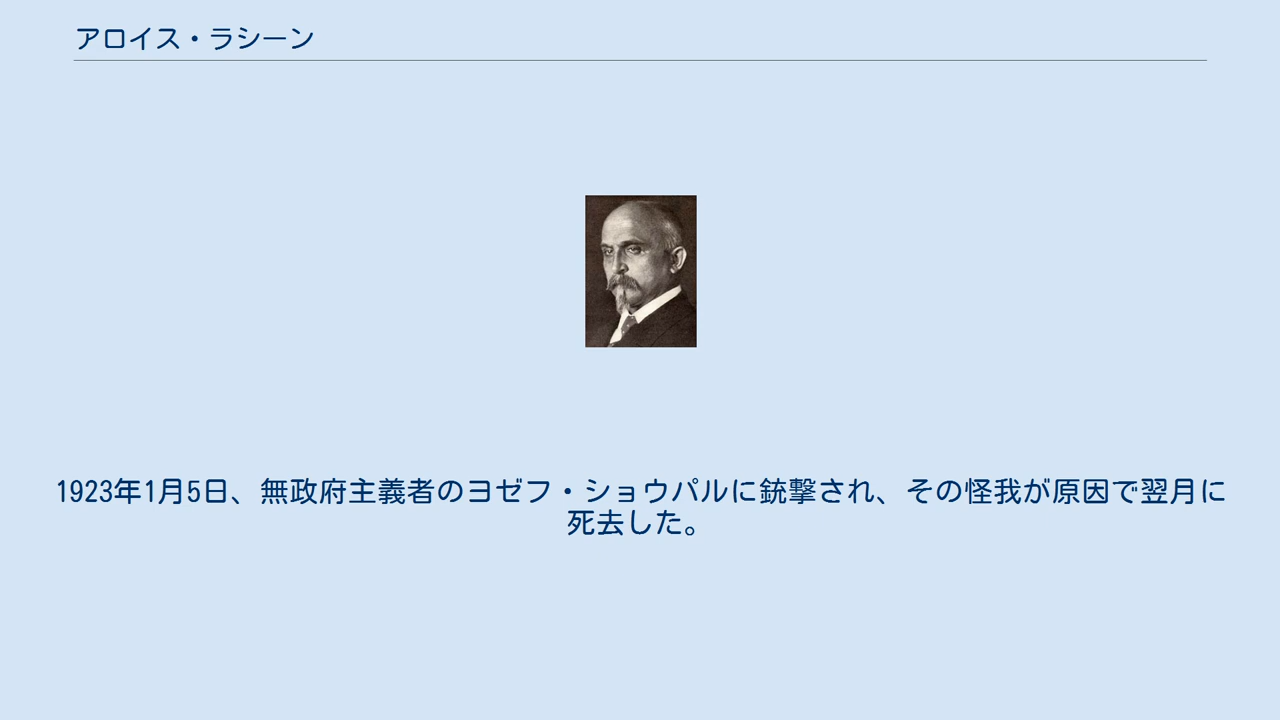 アロイス・ラシーン
1923年1月5日、無政府主義者のヨゼフ・ショウパルに銃撃され、その怪我が原因で翌月に
死去した。